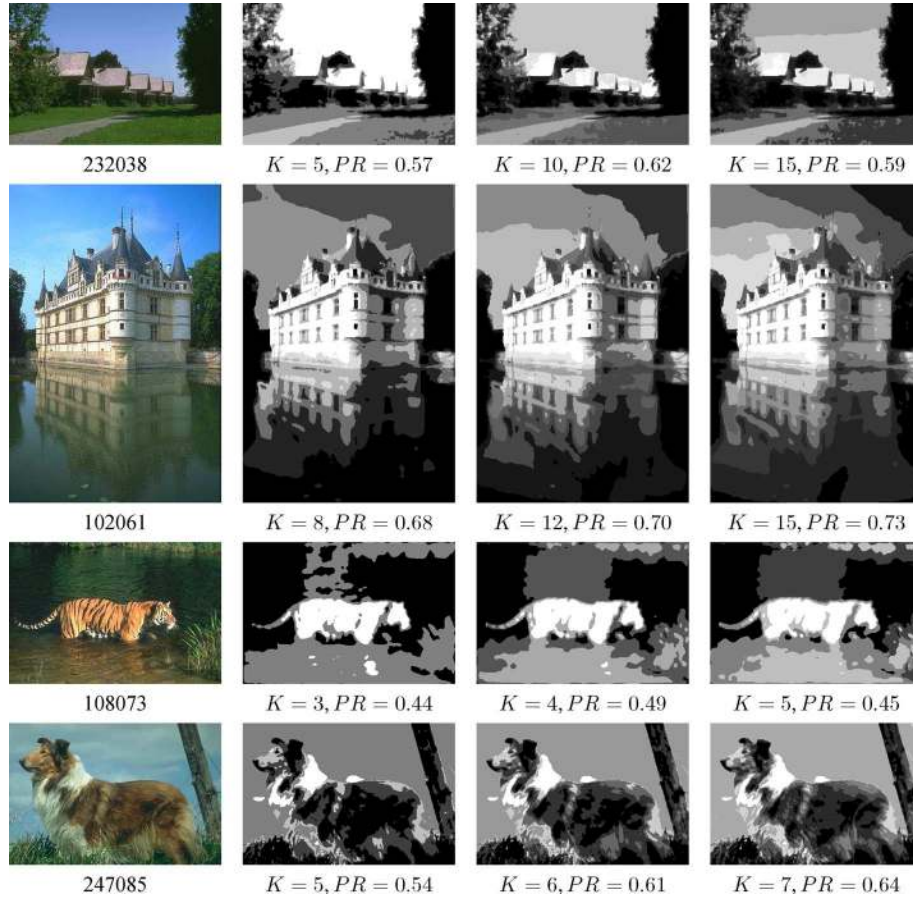 232038 K = 5, PR = 0.57 K = 10, PR = 0.62 K = 15, PR = 0.59
102061 K = 8, PR = 0.68 K = 12, PR = 0.70 K = 15, PR = 0.73
108073 K = 3, PR = 0.44 K = 4, PR = 0.49 K = 5, PR = 0.45
247085 K = 5, PR = 0.54 K = 6, PR = 0.61 K = 7, PR = 0.64